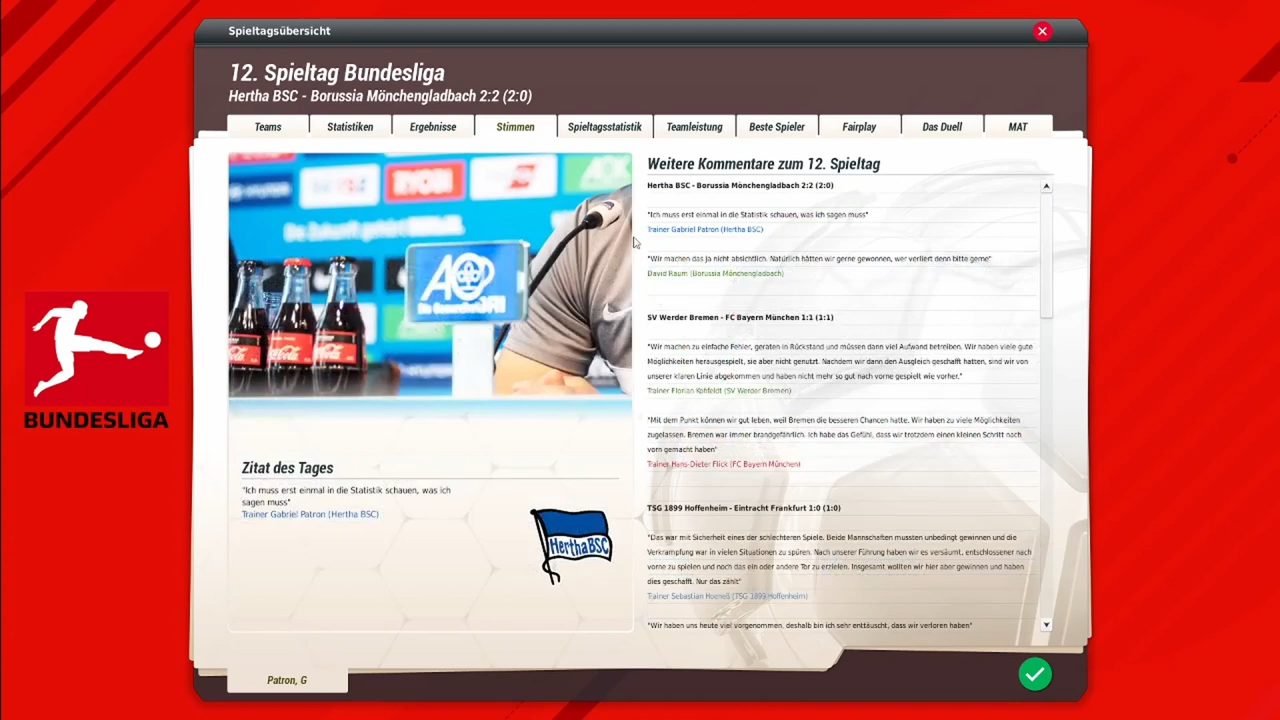 Spieltagsübersicht
12. Spieltag Bundesliga
Hertha BSC - Borussia Mönchengladbach 2:2 (2:0)
Teams
Statistiken
Ergebnisse
Stimmen
Spieltagsstatistik
Teamleistung
Beste Spieler
Fairplay
Das Duell
MAT
RYOBI
Die Zukunft
AO
Coca
Zitat des Tages
"Ich muss erst einmal in die Statistik schauen, was ich
sagen muss"
Trainer Gabriel Patron (Hertha BSC)
Hertha BSC
Weitere Kommentare zum 12. Spieltag
Hertha BSC - Borussia Mönchengladbach 2:2 (2:0)
"Ich muss erst einmal in die Statistik schauen, was ich sagen muss"
Trainer Gabriel Patron (Hertha BSC)
"Wir machen das ja nicht absichtlich. Natürlich hätten wir gerne gewonnen, wer verliert denn bitte gerne"
David Raum (Borussia Mönchengladbach)
SV Werder Bremen - FC Bayern München 1:1 (1:1)
"Wir machen zu einfache Fehler, geraten in Rückstand und müssen dann viel Aufwand betreiben. Wir haben viele gute
Möglichkeiten herausgespielt, sie aber nicht genutzt. Nachdem wir dann den Ausgleich geschafft hatten, sind wir von
unserer klaren Linie abgekommen und haben nicht mehr so gut nach vorne gespielt wie vorher."
Trainer Florian Kohfeldt (SV Werder Bremen)
"Mit dem Punkt können wir gut leben, weil Bremen die besseren Chancen hatte. Wir haben zu viele Möglichkeiten
zugelassen. Bremen war immer brandgefährlich. Ich habe das Gefühl, dass wir trotzdem einen kleinen Schritt nach
vorn gemacht haben"
Trainer Hans-Dieter Flick (FC Bayern München)
TSG 1899 Hoffenheim - Eintracht Frankfurt 1:0 (1:0)
"Das war mit Sicherheit eines der schlechteren Spiele. Beide Mannschaften mussten unbedingt gewinnen und die
Verkrampfung war in vielen Situationen zu spüren. Nach unserer Führung haben wir es versäumt, entschlossener nach
vorne zu spielen und noch das ein oder andere Tor zu erzielen. Insgesamt wollten wir hier aber gewinnen und haben
dies geschafft. Nur das zählt"
Trainer Sebastian Hoeneß (TSG 1899 Hoffenheim)
"Wir haben uns heute viel vorgenommen, deshalb bin ich sehr enttäuscht, dass wir verloren haben"
BUNDESLIGA
Patron, G